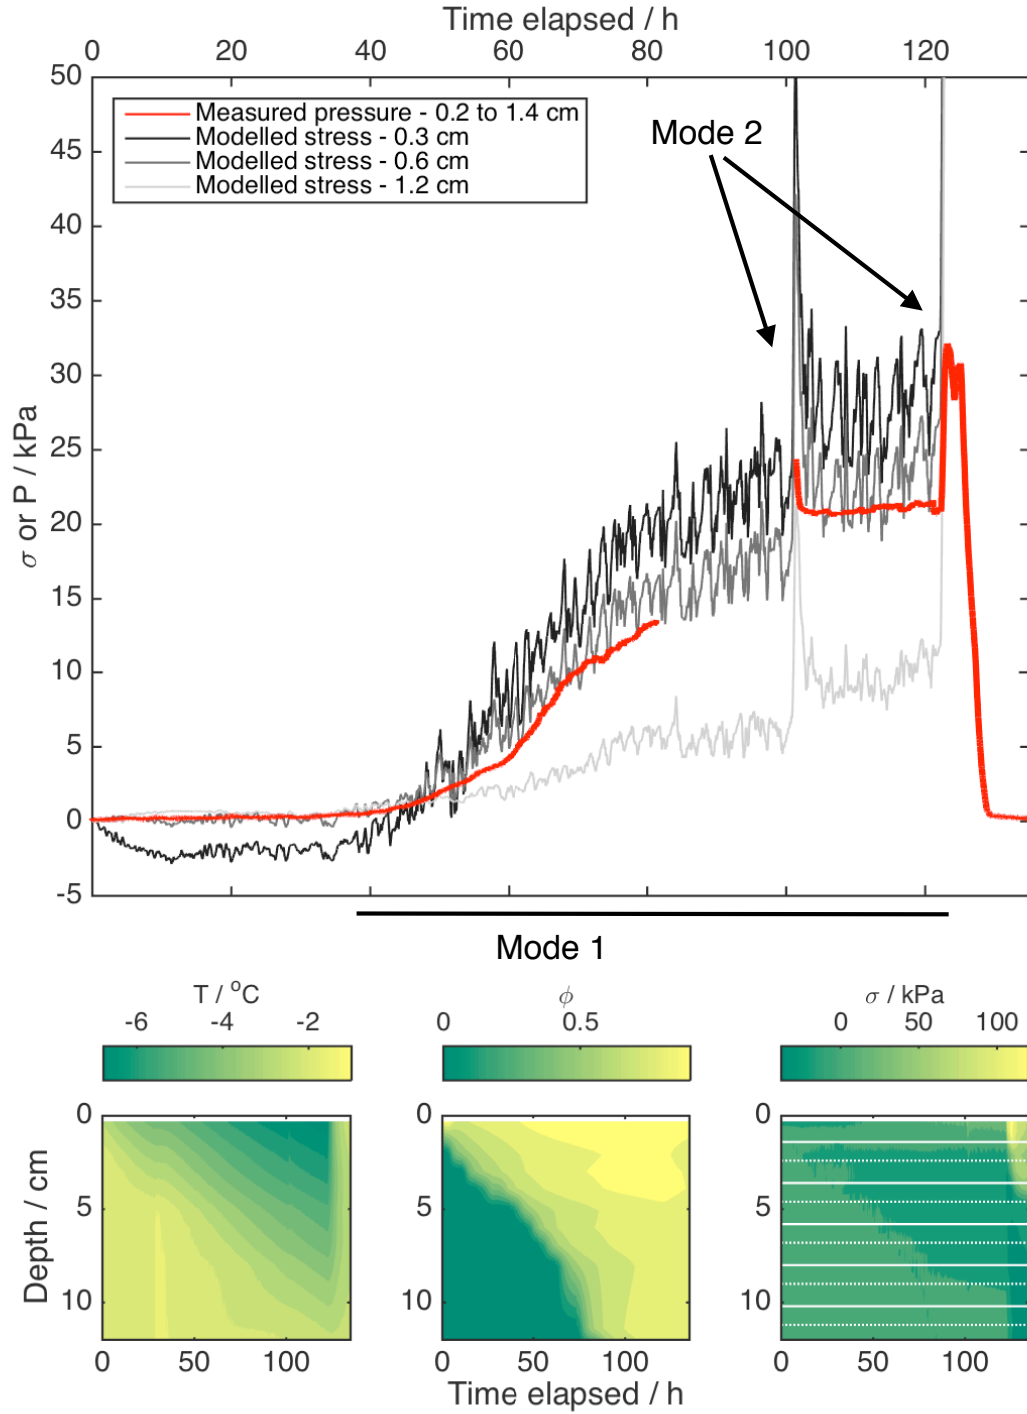 Time elapsed / h
0 20 40 60 80 100 120
50
Measured pressure - 0.2 to 1.4 cm
Modelled stress - 0.3 cm
Modelled stress - 0.6 cm
Modelled stress - 1.2 cm
Mode 2
45
40
35
30
25
20
15
10
5
0
-5
σ or P / kPa
Mode 1
T / °C
-6 -4 -2
ϕ
0 0.5
σ / kPa
0 50 100
Depth / cm
0
5
10
0 50 100
0
5
10
0 50 100
0
5
10
0 50 100
Time elapsed / h